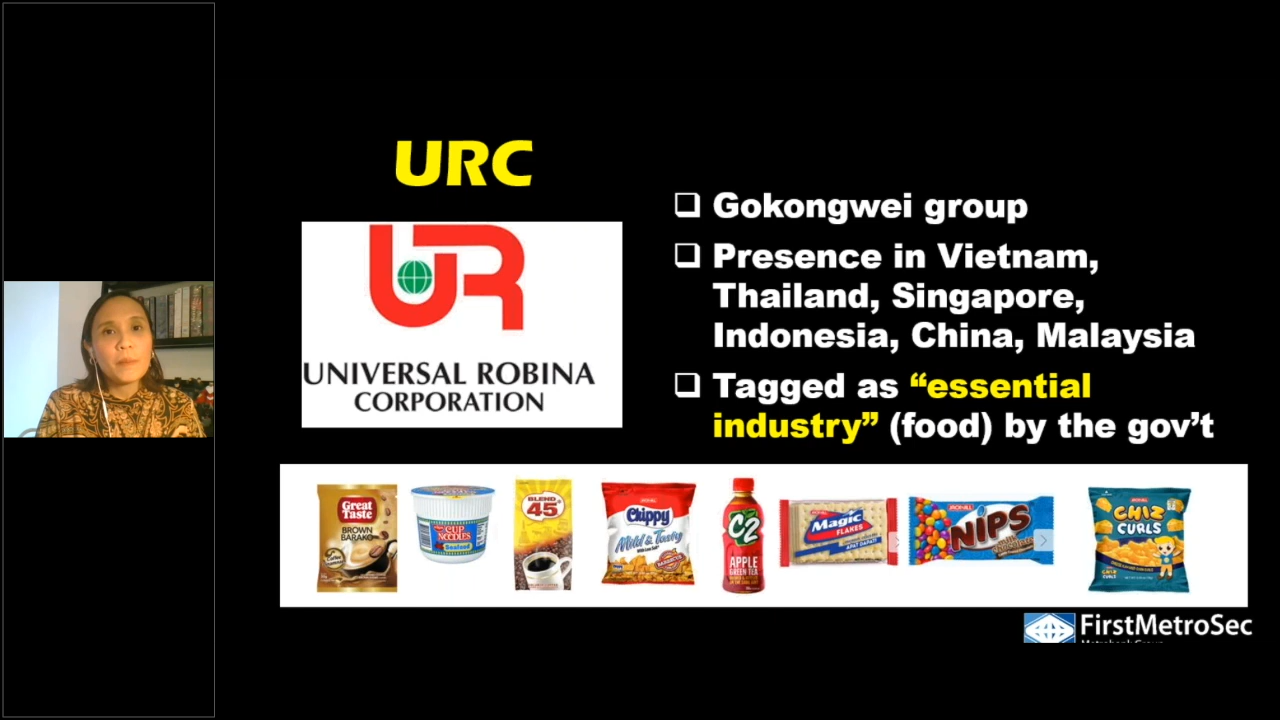 URC
UNIVERSAL ROBINA
CORPORATION
❑ Gokongwei group
❑ Presence in Vietnam,
Thailand, Singapore,
Indonesia, China, Malaysia
❑ Tagged as “essential
industry” (food) by the gov’t
Great
Taste
BROWN
BARAKO
CUP
NOODLES
Seafood
BLEND
45
Chippy
Mild & Tasty
C2
APPLE
GREEN TEA
Magic
FLAKES
NIPS
CHIZ
CURLS
FirstMetroSec